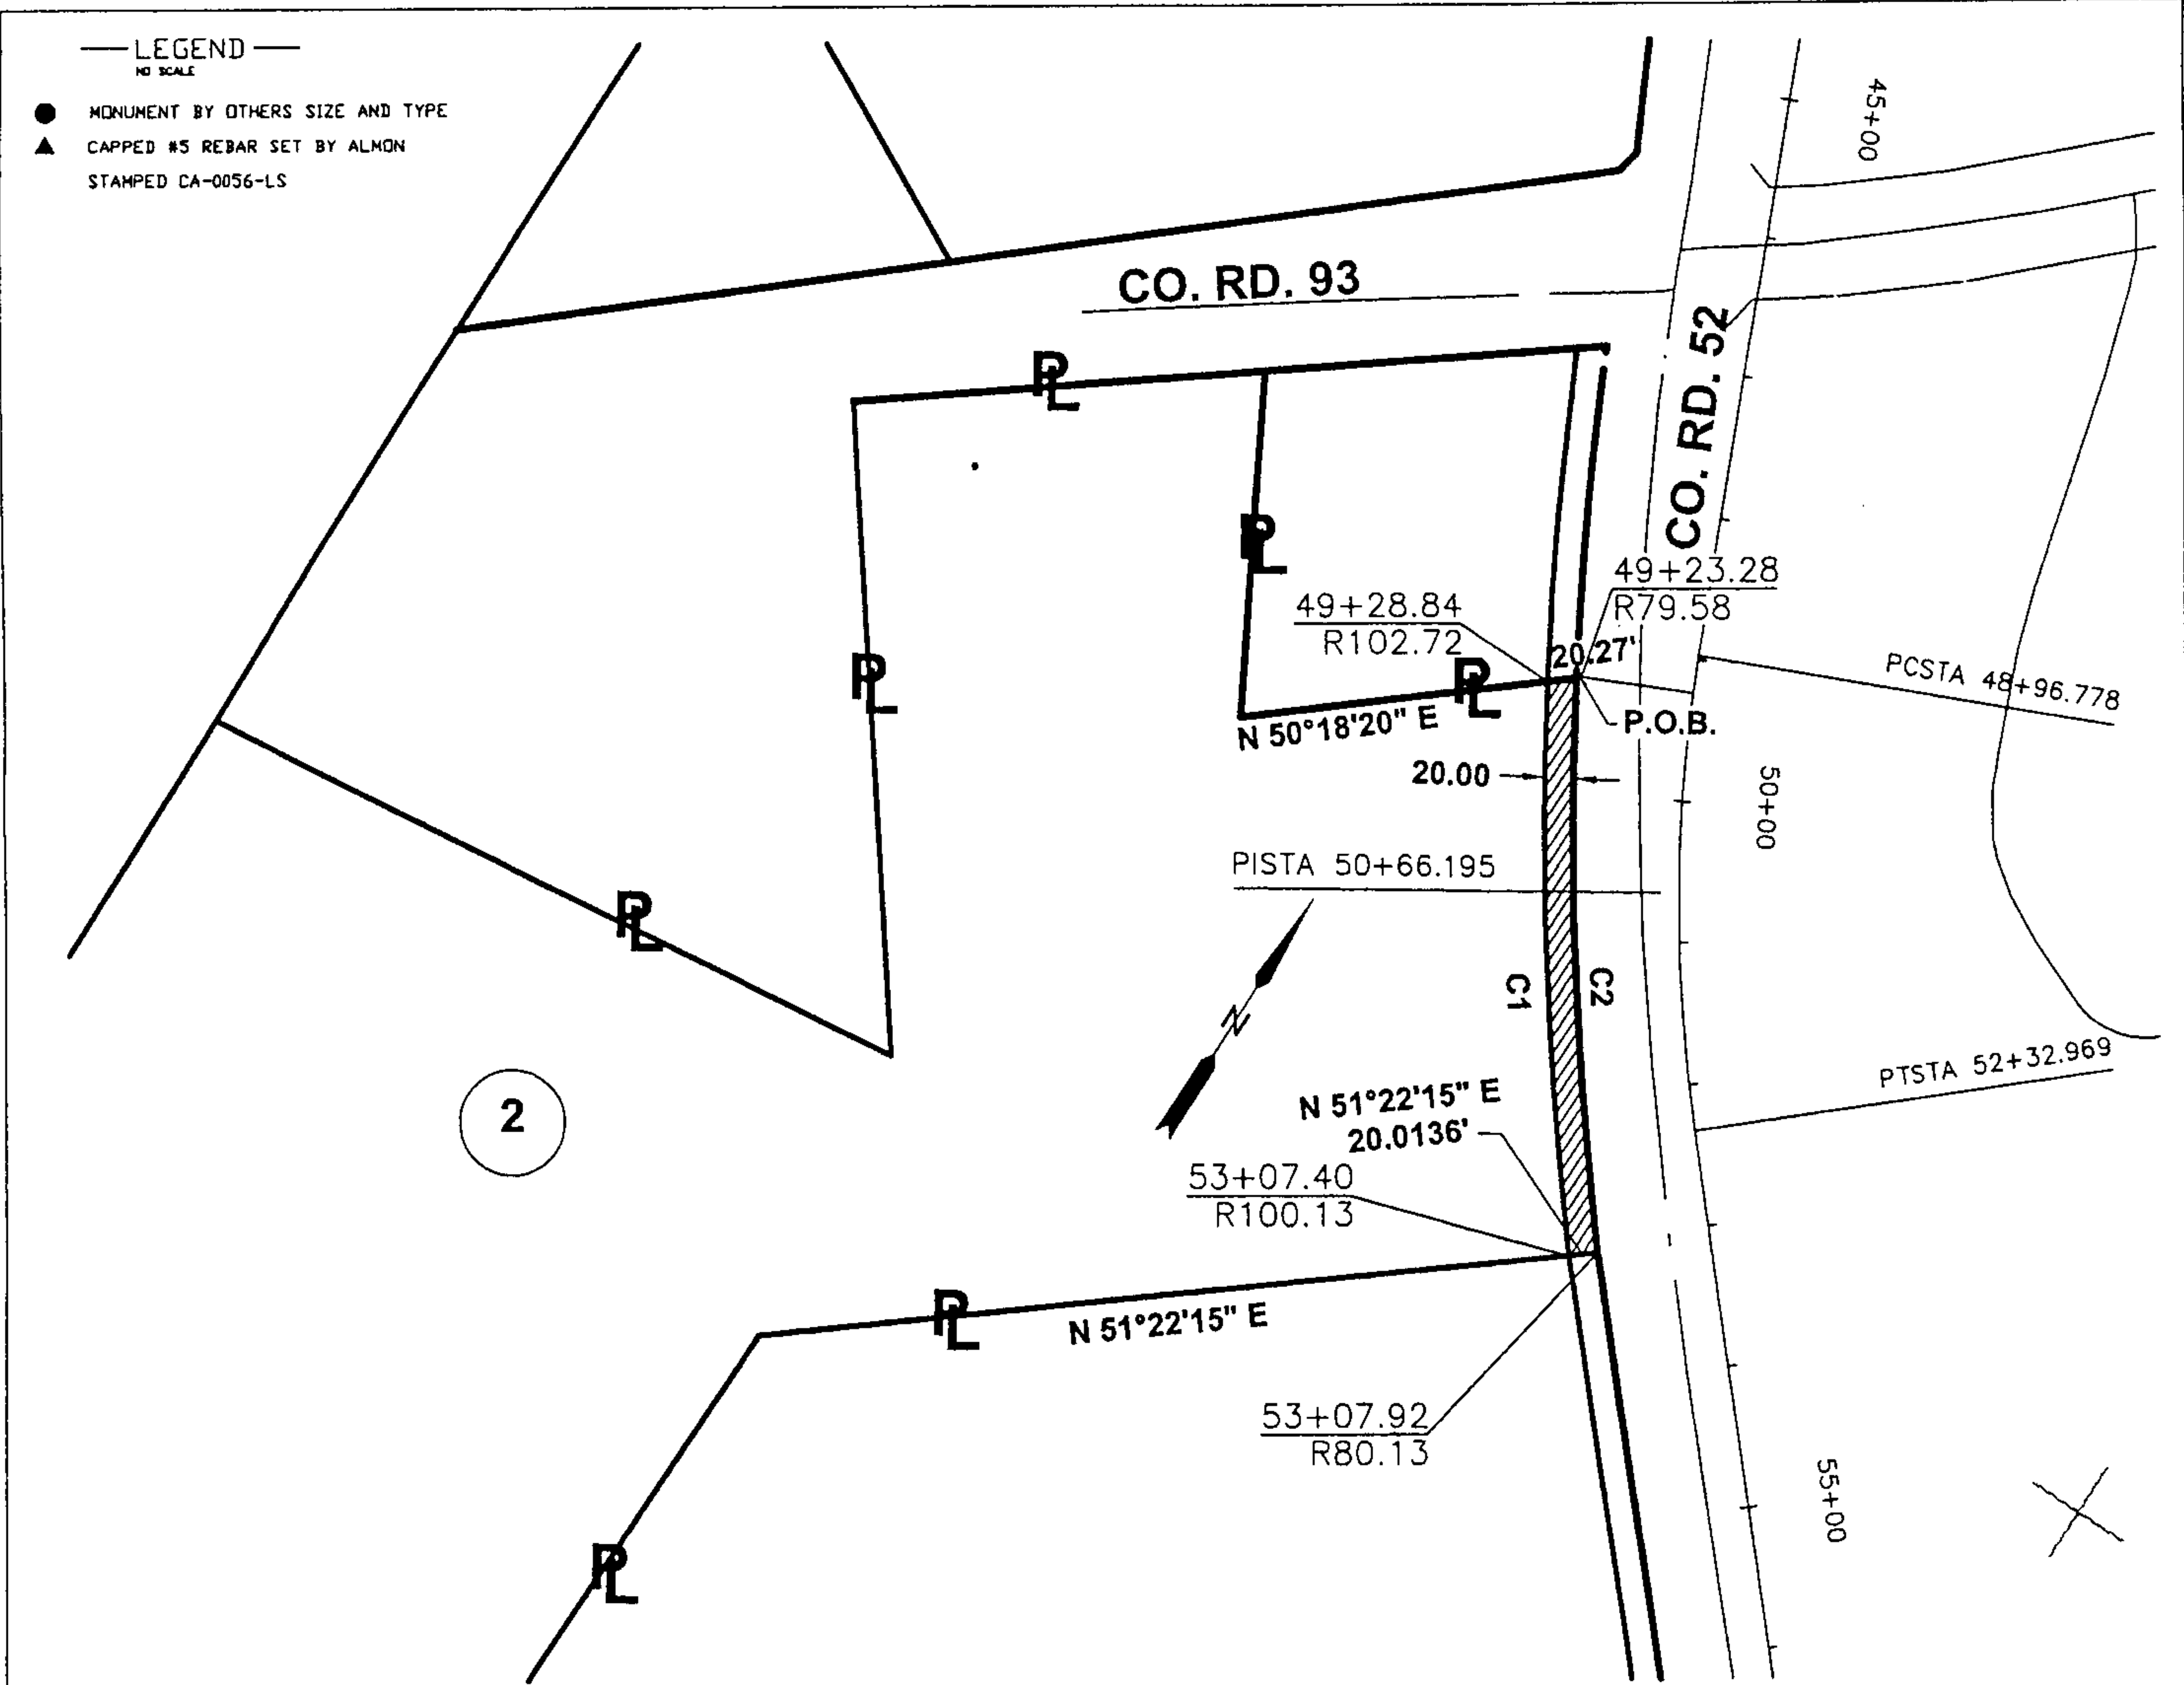 LEGEND
NO SCALE
MONUMENT BY OTHERS SIZE AND TYPE
CAPPED #5 REBAR SET BY ALMON
STAMPED CA-0056-LS
45+00
CO. RD. 93
CO. RD. 52
PL
PL
49+23.28
R79.58
49+28.84
R102.72
20.27'
PL
PL
PCSTA 48+96.778
N 50°18'20" E
P.O.B.
20.00
50+00
PISTA 50+66.195
PL
C1
C2
N
PTSTA 52+32.969
2
N 51°22'15" E
20.0136'
53+07.40
R100.13
PL
N 51°22'15" E
53+07.92
R80.13
55+00
PL